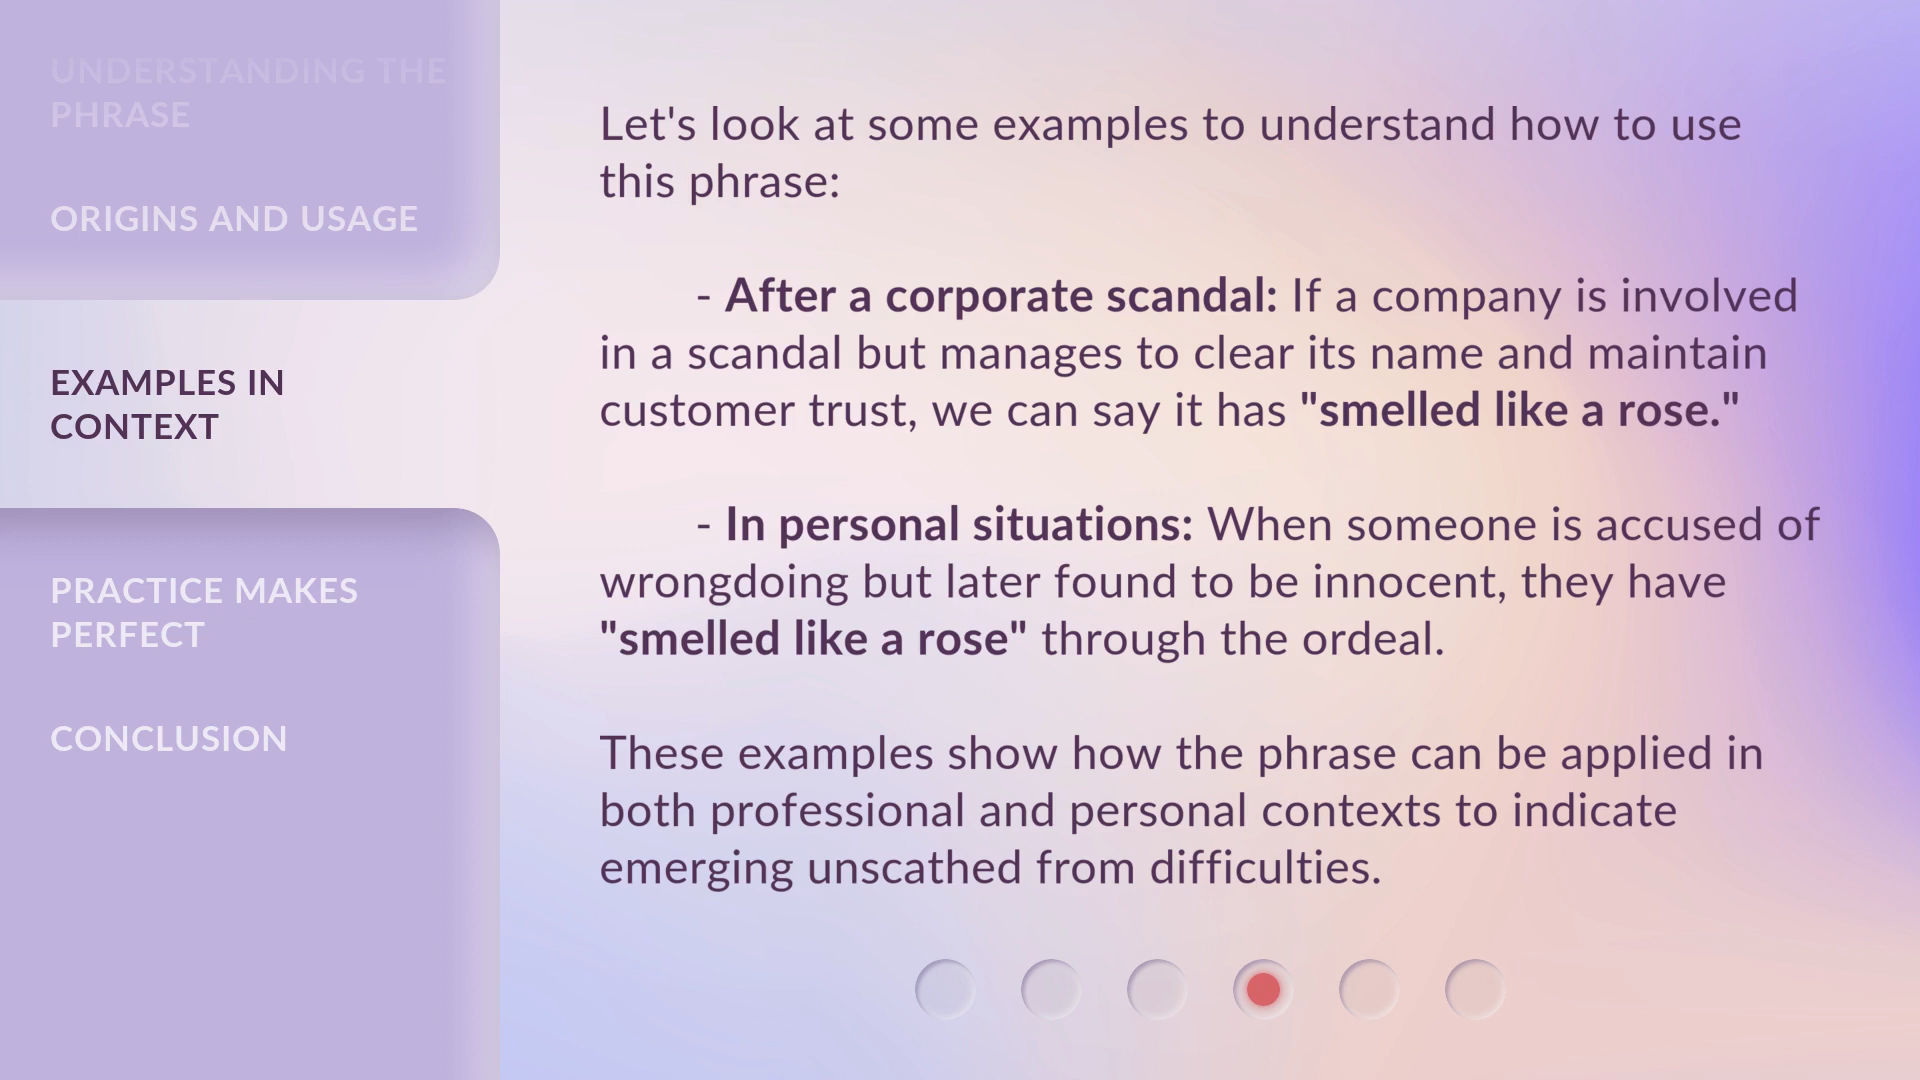 UNDERSTANDING THE
PHRASE
ORIGINS AND USAGE
EXAMPLES IN
CONTEXT
PRACTICE MAKES
PERFECT
CONCLUSION
Let's look at some examples to understand how to use
this phrase:
- After a corporate scandal: If a company is involved
in a scandal but manages to clear its name and maintain
customer trust, we can say it has "smelled like a rose."
- In personal situations: When someone is accused of
wrongdoing but later found to be innocent, they have
"smelled like a rose" through the ordeal.
These examples show how the phrase can be applied in
both professional and personal contexts to indicate
emerging unscathed from difficulties.